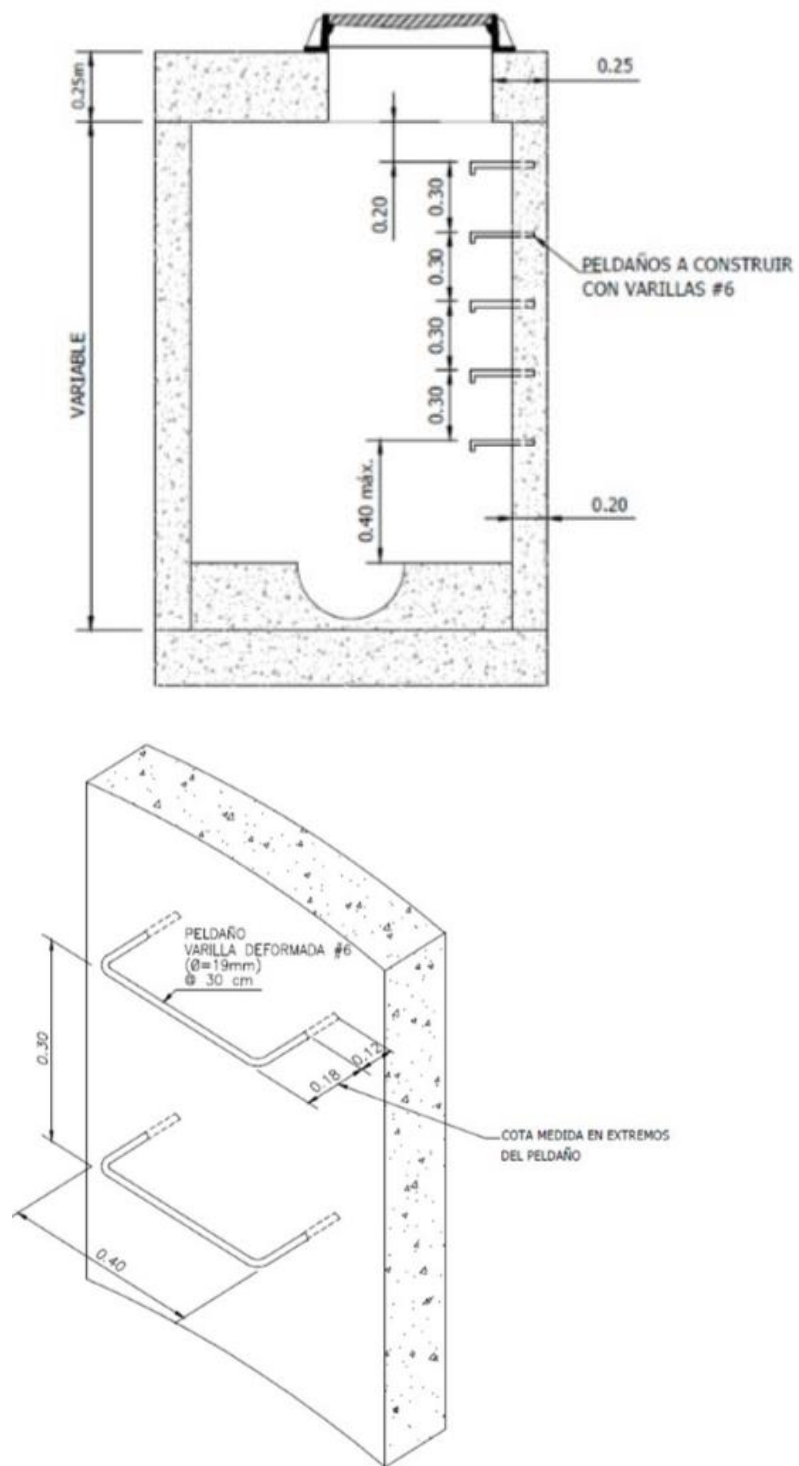 0.25m
0.25
0.20
0.30
0.30
0.30
0.30
PELDAÑOS A CONSTRUIR
CON VARILLAS #6
VARIABLE
0.40 máx.
0.20
PELDAÑO
VARILLA DEFORMADA #6
(Ø=19mm)
@ 30 cm
0.30
0.12
0.18
COTA MEDIDA EN EXTREMOS
DEL PELDAÑO
0.40